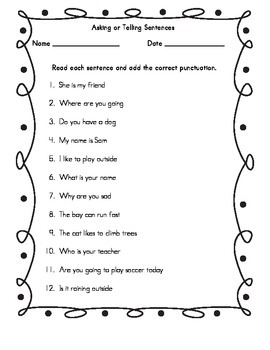 Asking or Telling Sentences
Name Date
Read each sentence and add the correct punctuation.
1. She is my friend
2. Where are you going
3. Do you have a dog
4. My name is Sam
5. I like to play outside
6. What is your name
7. Why are you sad
8. The boy can run fast
9. The cat likes to climb trees
10. Who is your teacher
11. Are you going to play soccer today
12. Is it raining outside